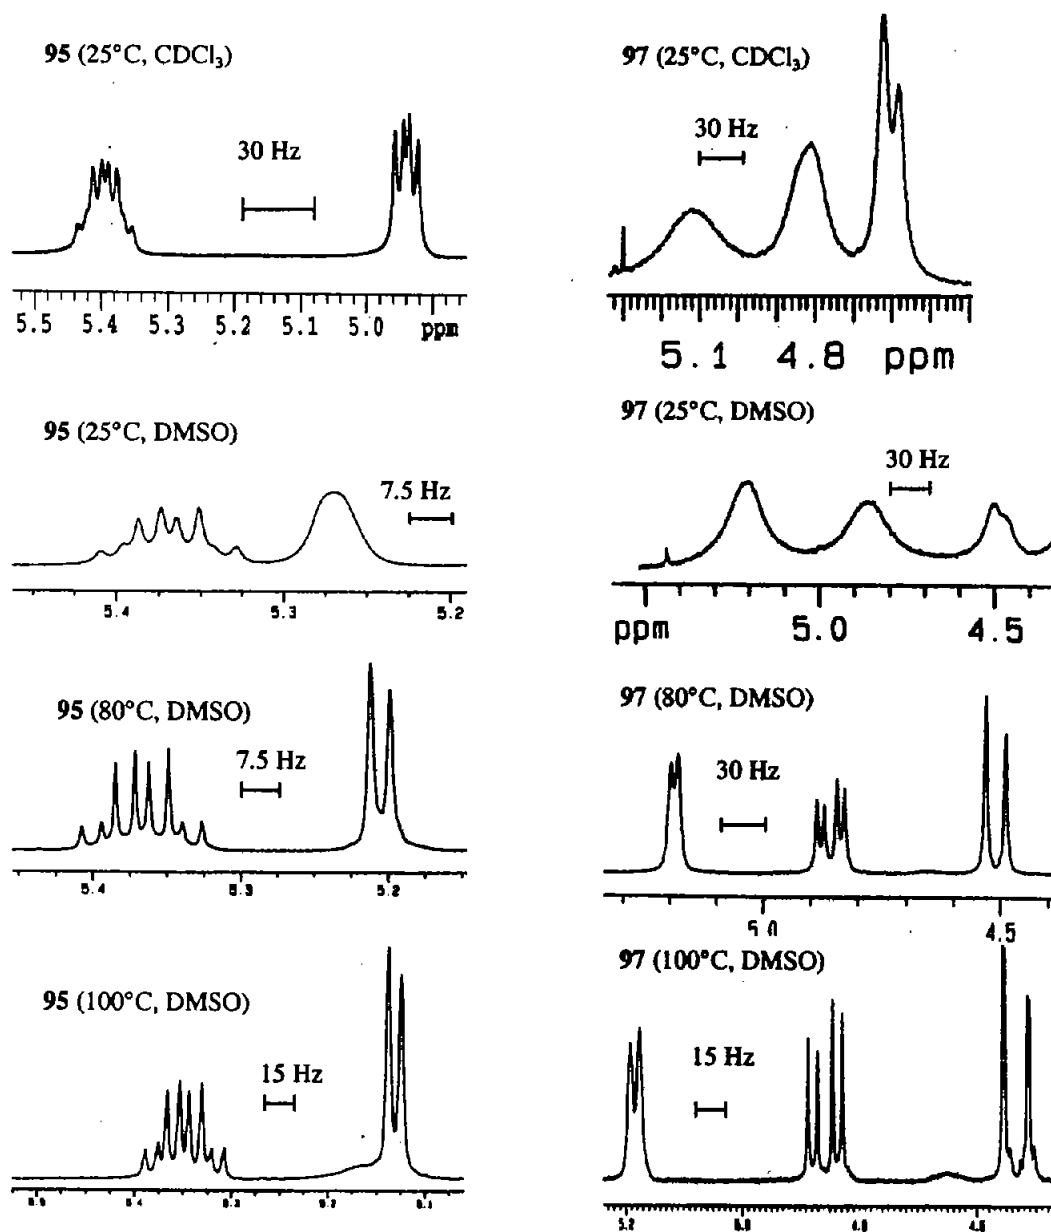 95 (25°C, CDCl₃)
30 Hz
5.5 5.4 5.3 5.2 5.1 5.0 ppm
97 (25°C, CDCl₃)
30 Hz
5.1 4.8 ppm
95 (25°C, DMSO)
7.5 Hz
5.4 5.3 5.2
97 (25°C, DMSO)
30 Hz
ppm 5.0 4.5
95 (80°C, DMSO)
7.5 Hz
5.4 5.3 5.2
97 (80°C, DMSO)
30 Hz
5.0 4.5
95 (100°C, DMSO)
15 Hz
97 (100°C, DMSO)
15 Hz
5.2